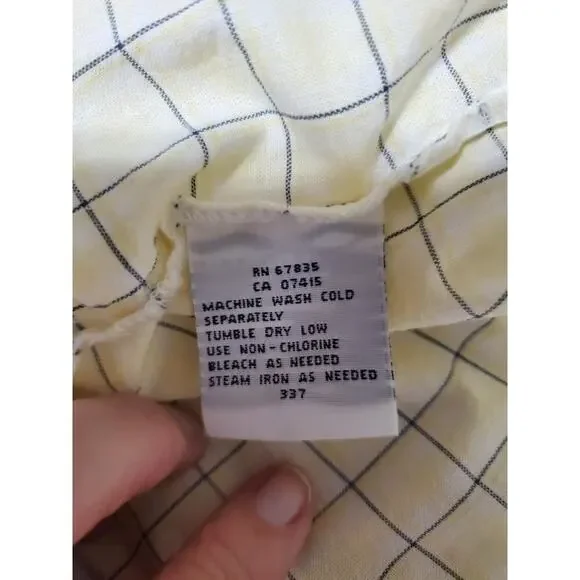 RN 67835
CA 07415
MACHINE WASH COLD
SEPARATELY
TUMBLE DRY LOW
USE NON-CHLORINE
BLEACH AS NEEDED
STEAM IRON AS NEEDED
337